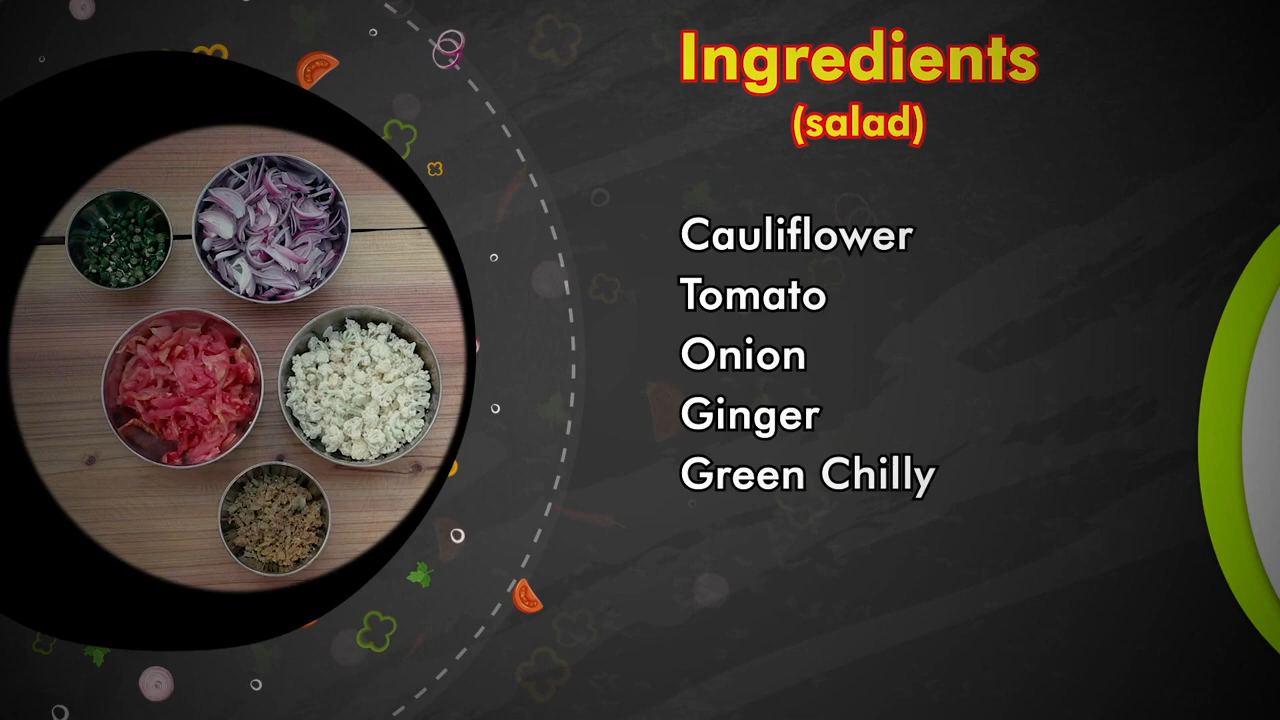 Ingredients
(salad)
Cauliflower
Tomato
Onion
Ginger
Green Chilly